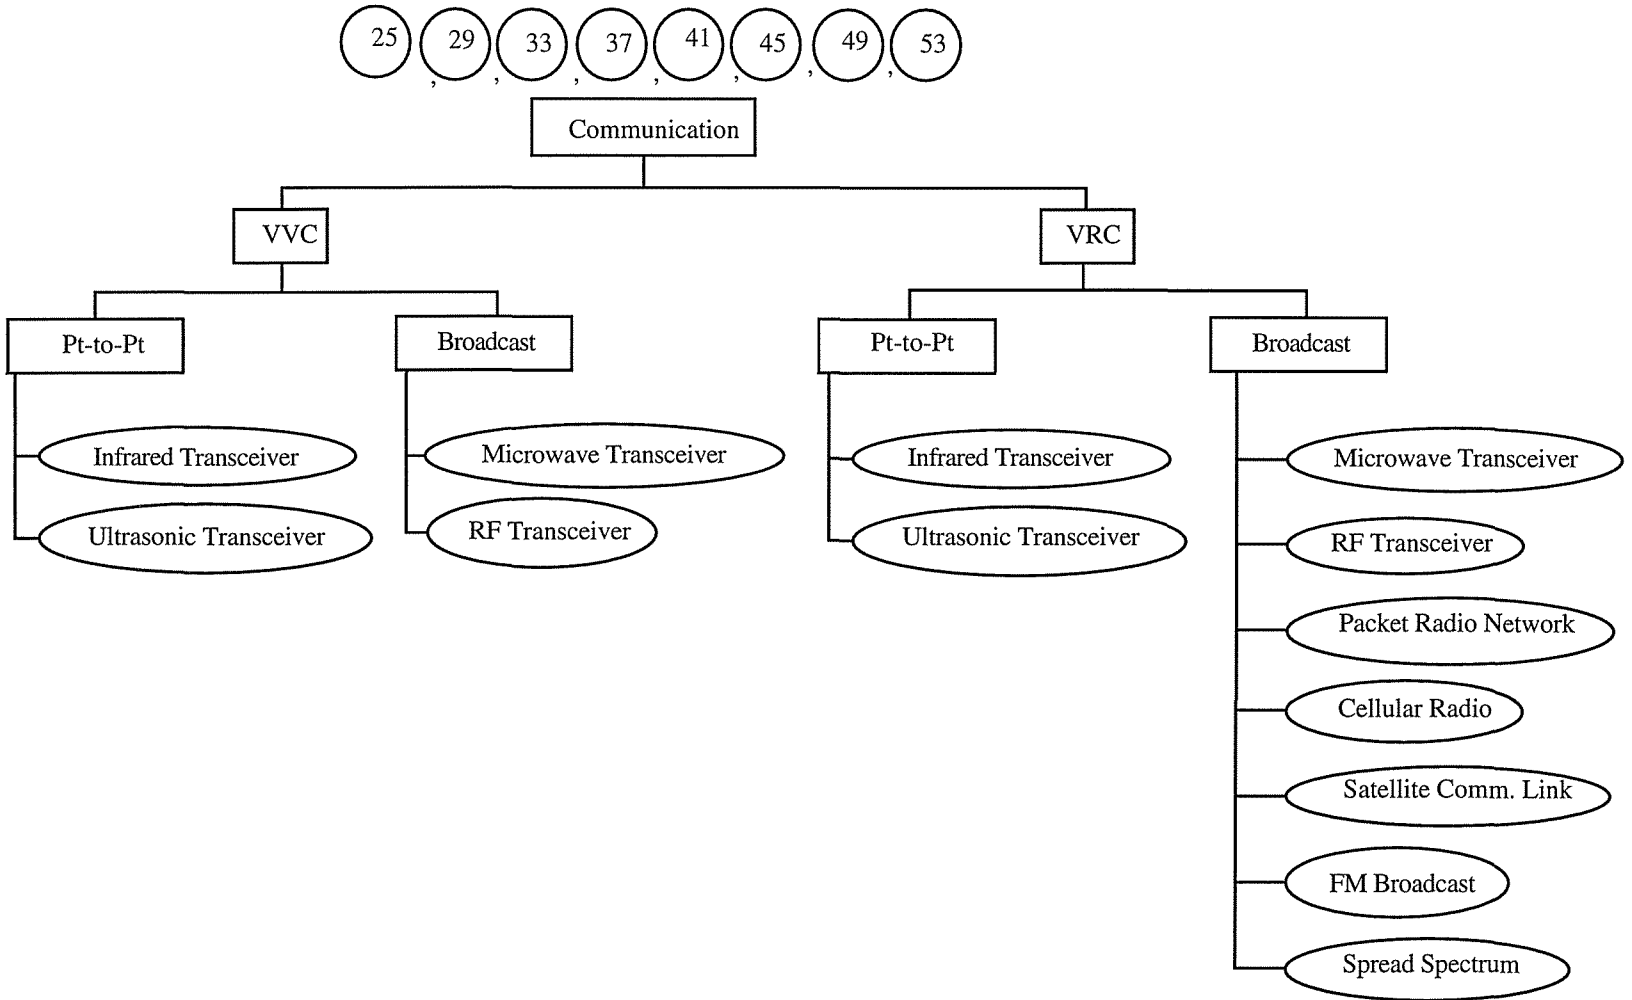 25 , 29 , 33 , 37 , 41 , 45 , 49 , 53
Communication
VVC
VRC
Pt-to-Pt
Broadcast
Pt-to-Pt
Broadcast
Infrared Transceiver
Ultrasonic Transceiver
Microwave Transceiver
RF Transceiver
Infrared Transceiver
Ultrasonic Transceiver
Microwave Transceiver
RF Transceiver
Packet Radio Network
Cellular Radio
Satellite Comm. Link
FM Broadcast
Spread Spectrum